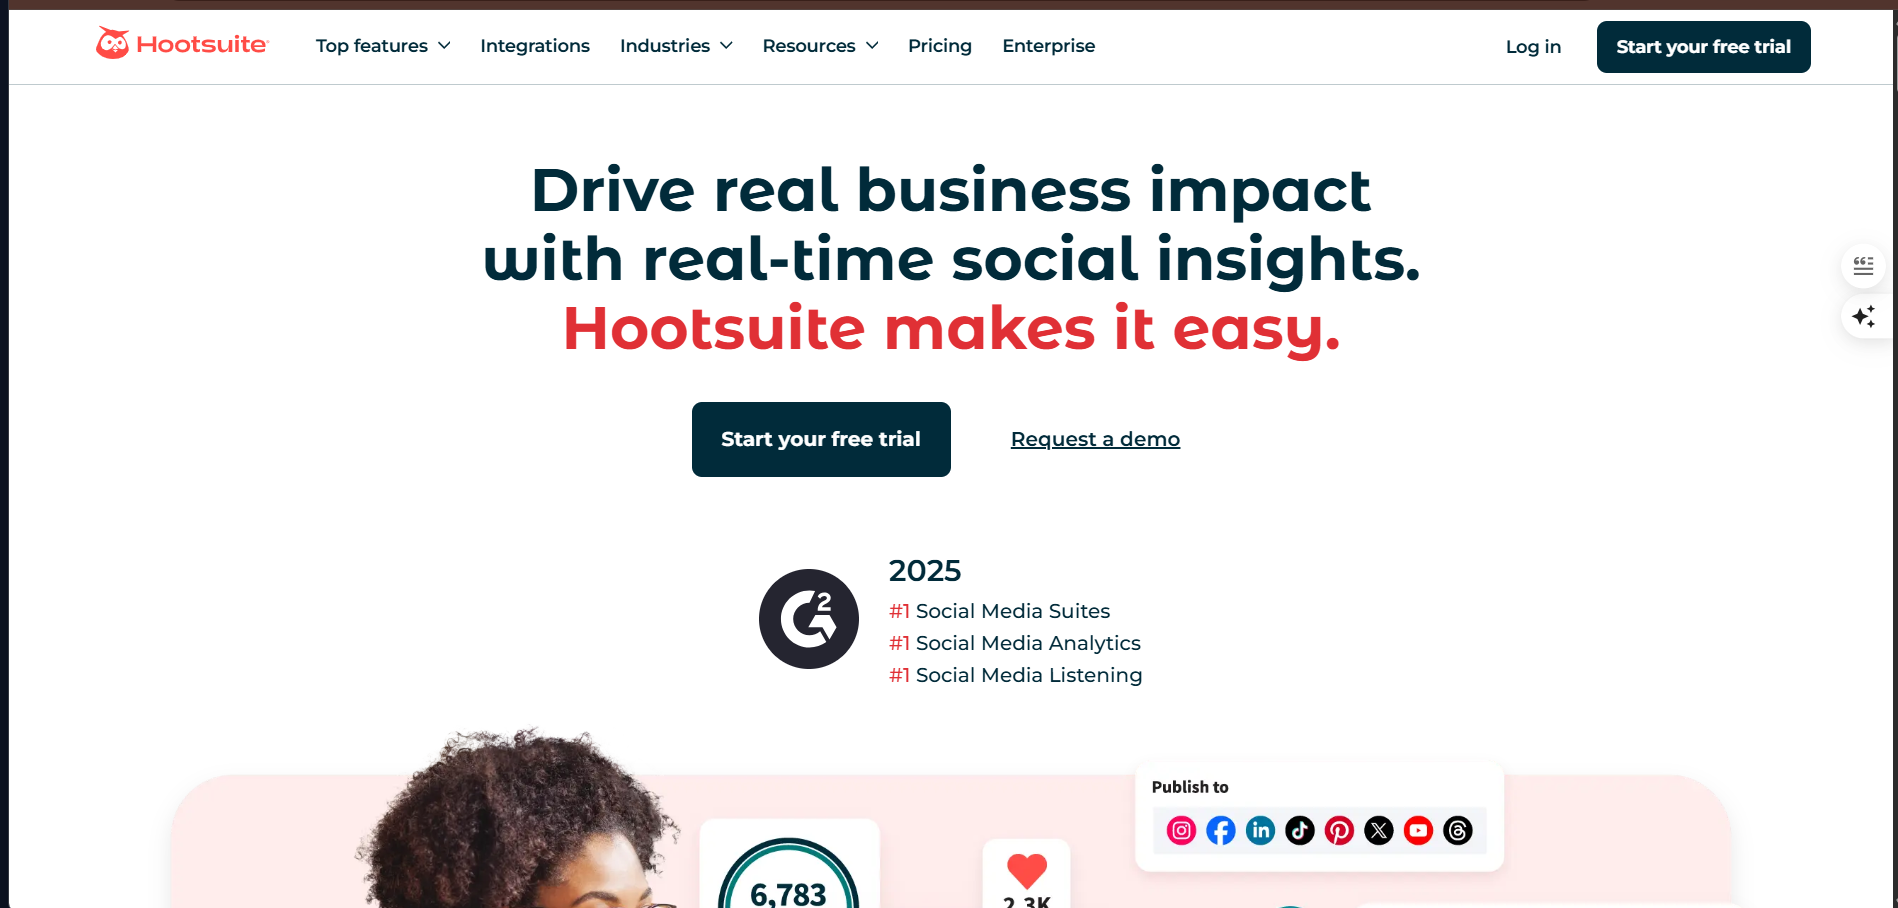 Hootsuite
Top features
Integrations
Industries
Resources
Pricing
Enterprise
Log in
Start your free trial
Drive real business impact
with real-time social insights.
Hootsuite makes it easy.
Start your free trial
Request a demo
G2
2025
#1 Social Media Suites
#1 Social Media Analytics
#1 Social Media Listening
Publish to
6,783
2.3K